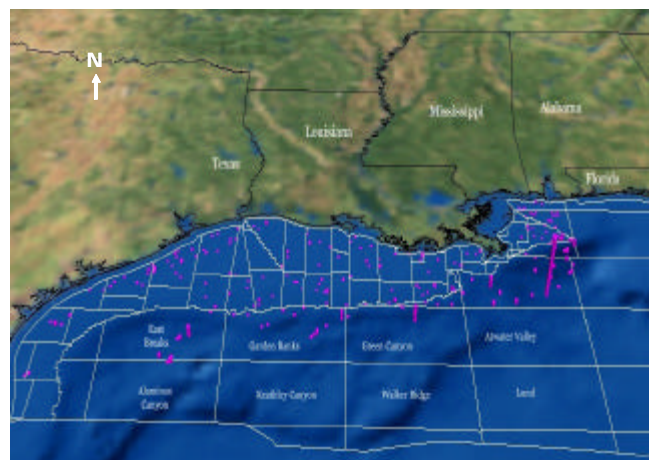 N
Mississippi
Alabama
Louisiana
Texas
Florida
East
Breaks
Garden Banks
Green Canyon
Atwater Valley
Alaminos
Canyon
Keathley Canyon
Walker Ridge
Lund